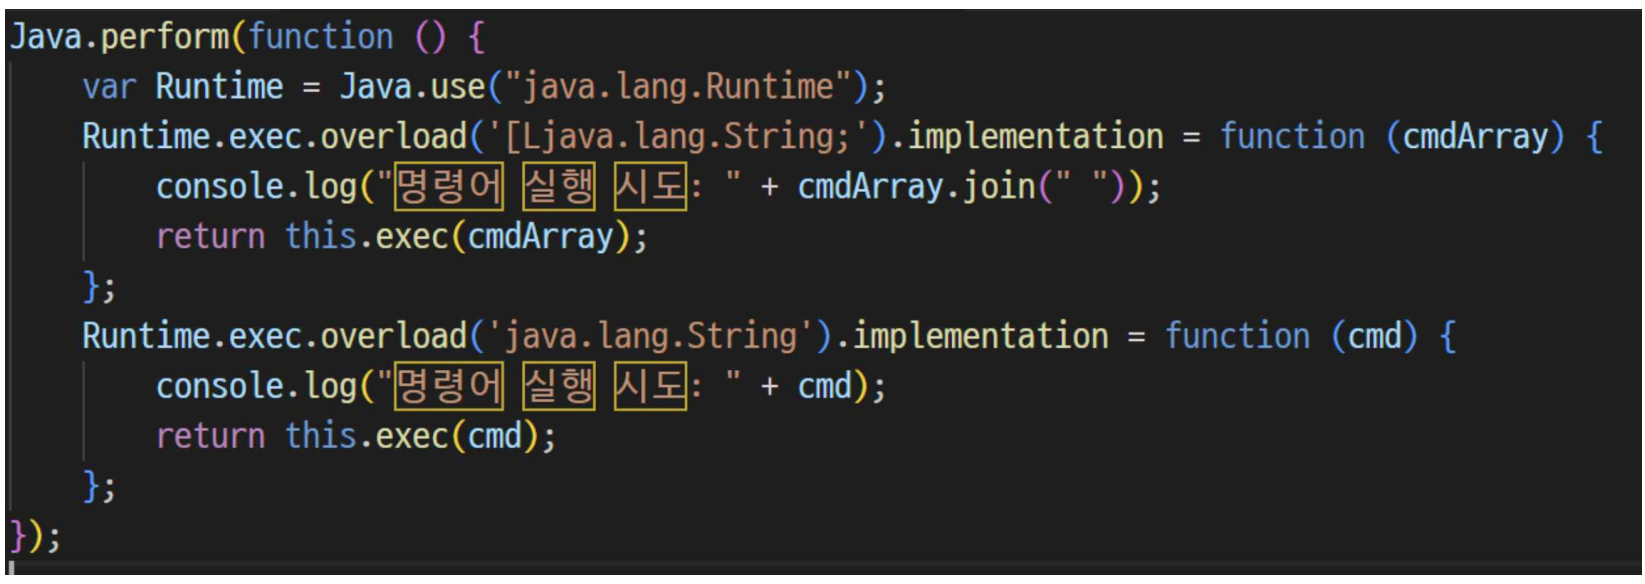 Java.perform(function () {
    var Runtime = Java.use("java.lang.Runtime");
    Runtime.exec.overload('[Ljava.lang.String;').implementation = function (cmdArray) {
        console.log("명령어 실행 시도: " + cmdArray.join(" "));
        return this.exec(cmdArray);
    };
    Runtime.exec.overload('java.lang.String').implementation = function (cmd) {
        console.log("명령어 실행 시도: " + cmd);
        return this.exec(cmd);
    };
});